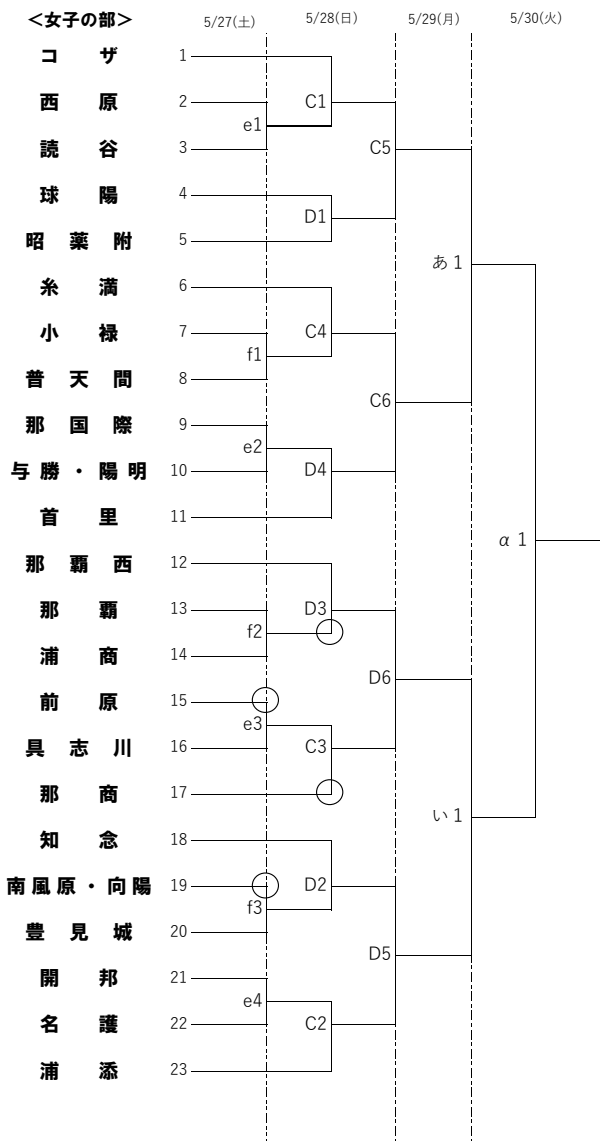 <女子の部> 5/27(土) 5/28(日) 5/29(月) 5/30(火)
コザ 1
西原 2 C1
e1
読谷 3 C5
球陽 4
D1
昭薬附 5
あ1
糸満 6
小禄 7 C4
f1
普天間 8
C6
那国際 9
e2
与勝・陽明 10 D4
首里 11
α 1
那覇西 12
那覇 13 D3
f2
浦商 14
D6
前原 15
e3
具志川 16 C3
那商 17
い1
知念 18
南風原・向陽 19 D2
f3
豊見城 20
D5
開邦 21
e4
名護 22 C2
浦添 23